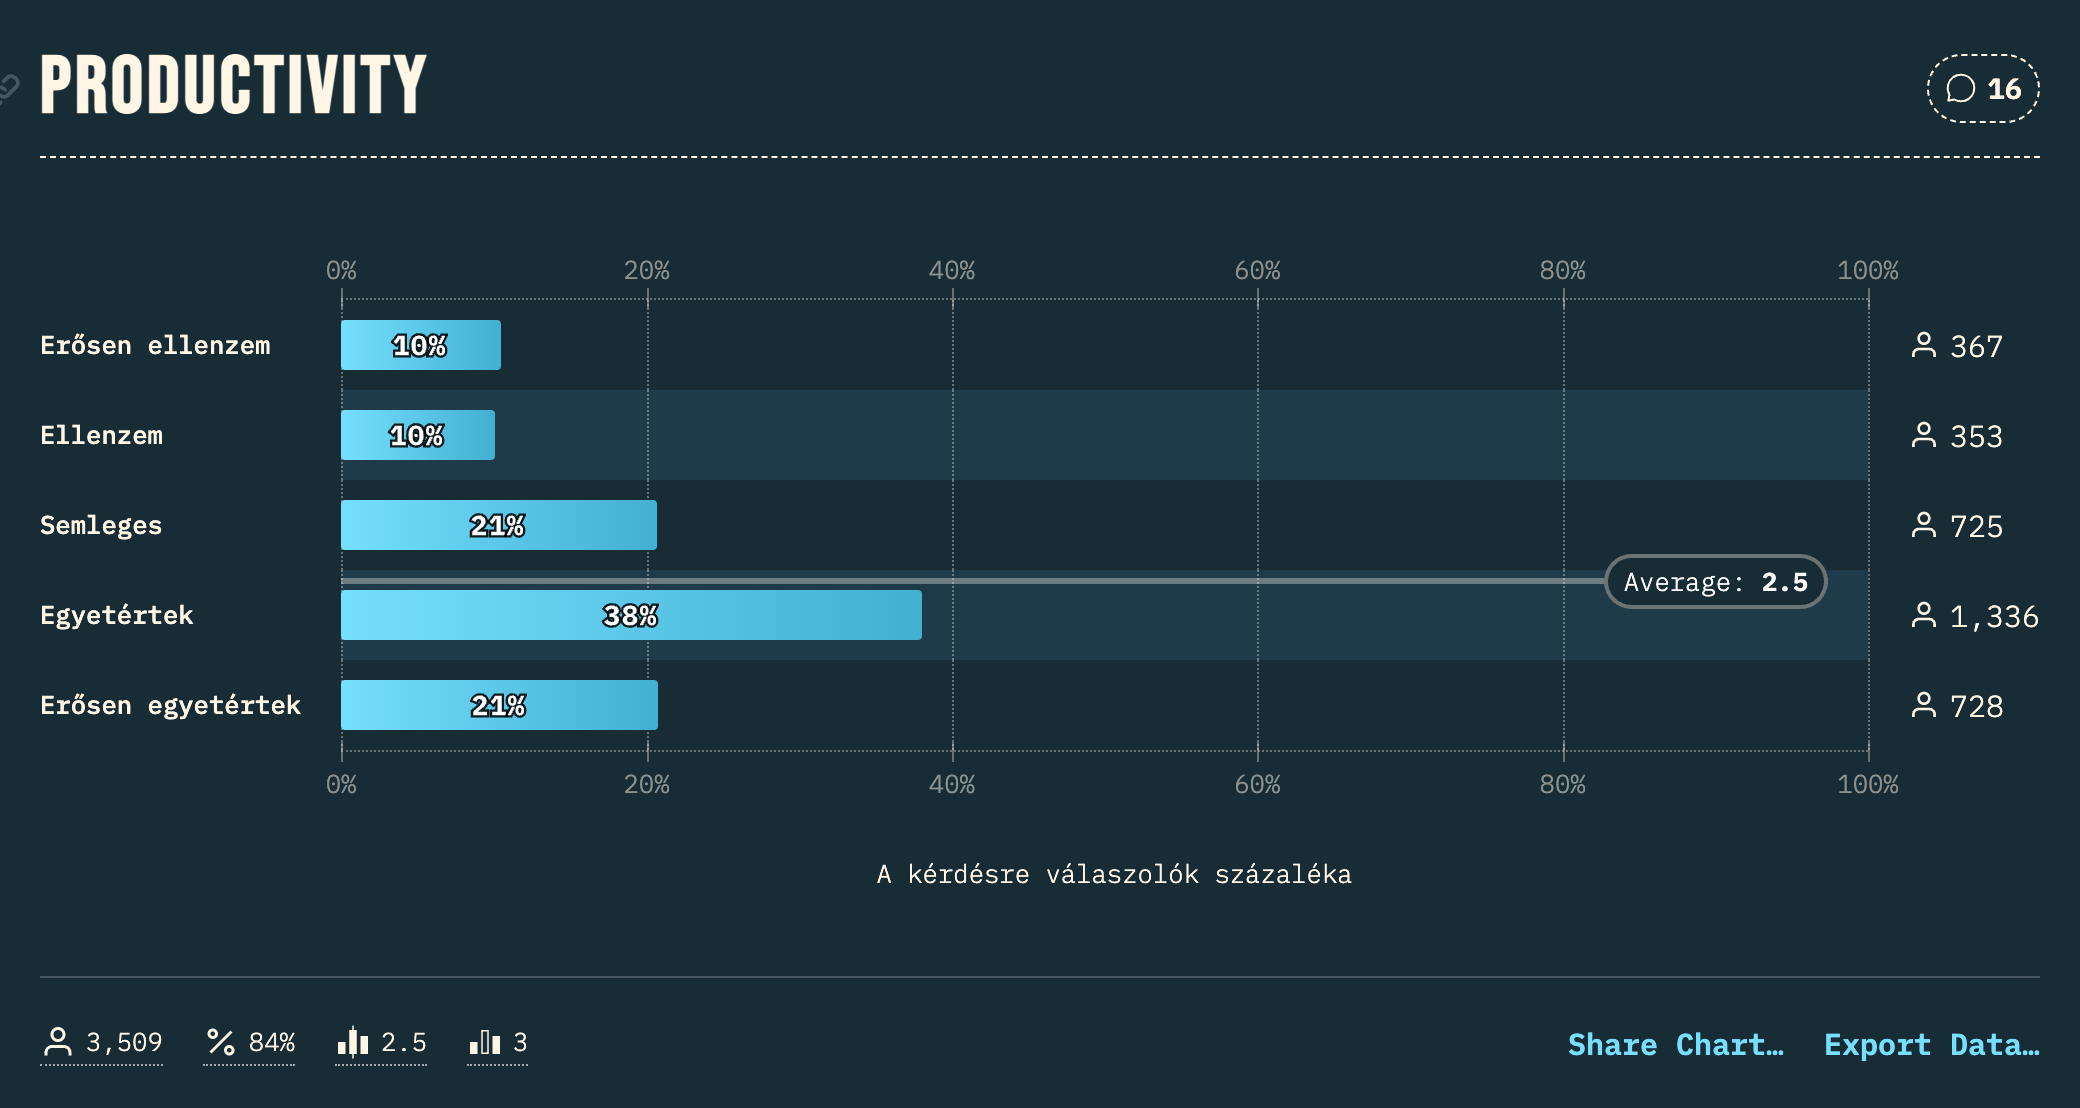 PRODUCTIVITY
16
0% 20% 40% 60% 80% 100%
Erősen ellenzem 10% 367
Ellenzem 10% 353
Semleges 21% 725
Average: 2.5
Egyetértek 38% 1,336
Erősen egyetértek 21% 728
0% 20% 40% 60% 80% 100%
A kérdésre válaszolók százaléka
3,509 84% 2.5 3 Share Chart… Export Data…